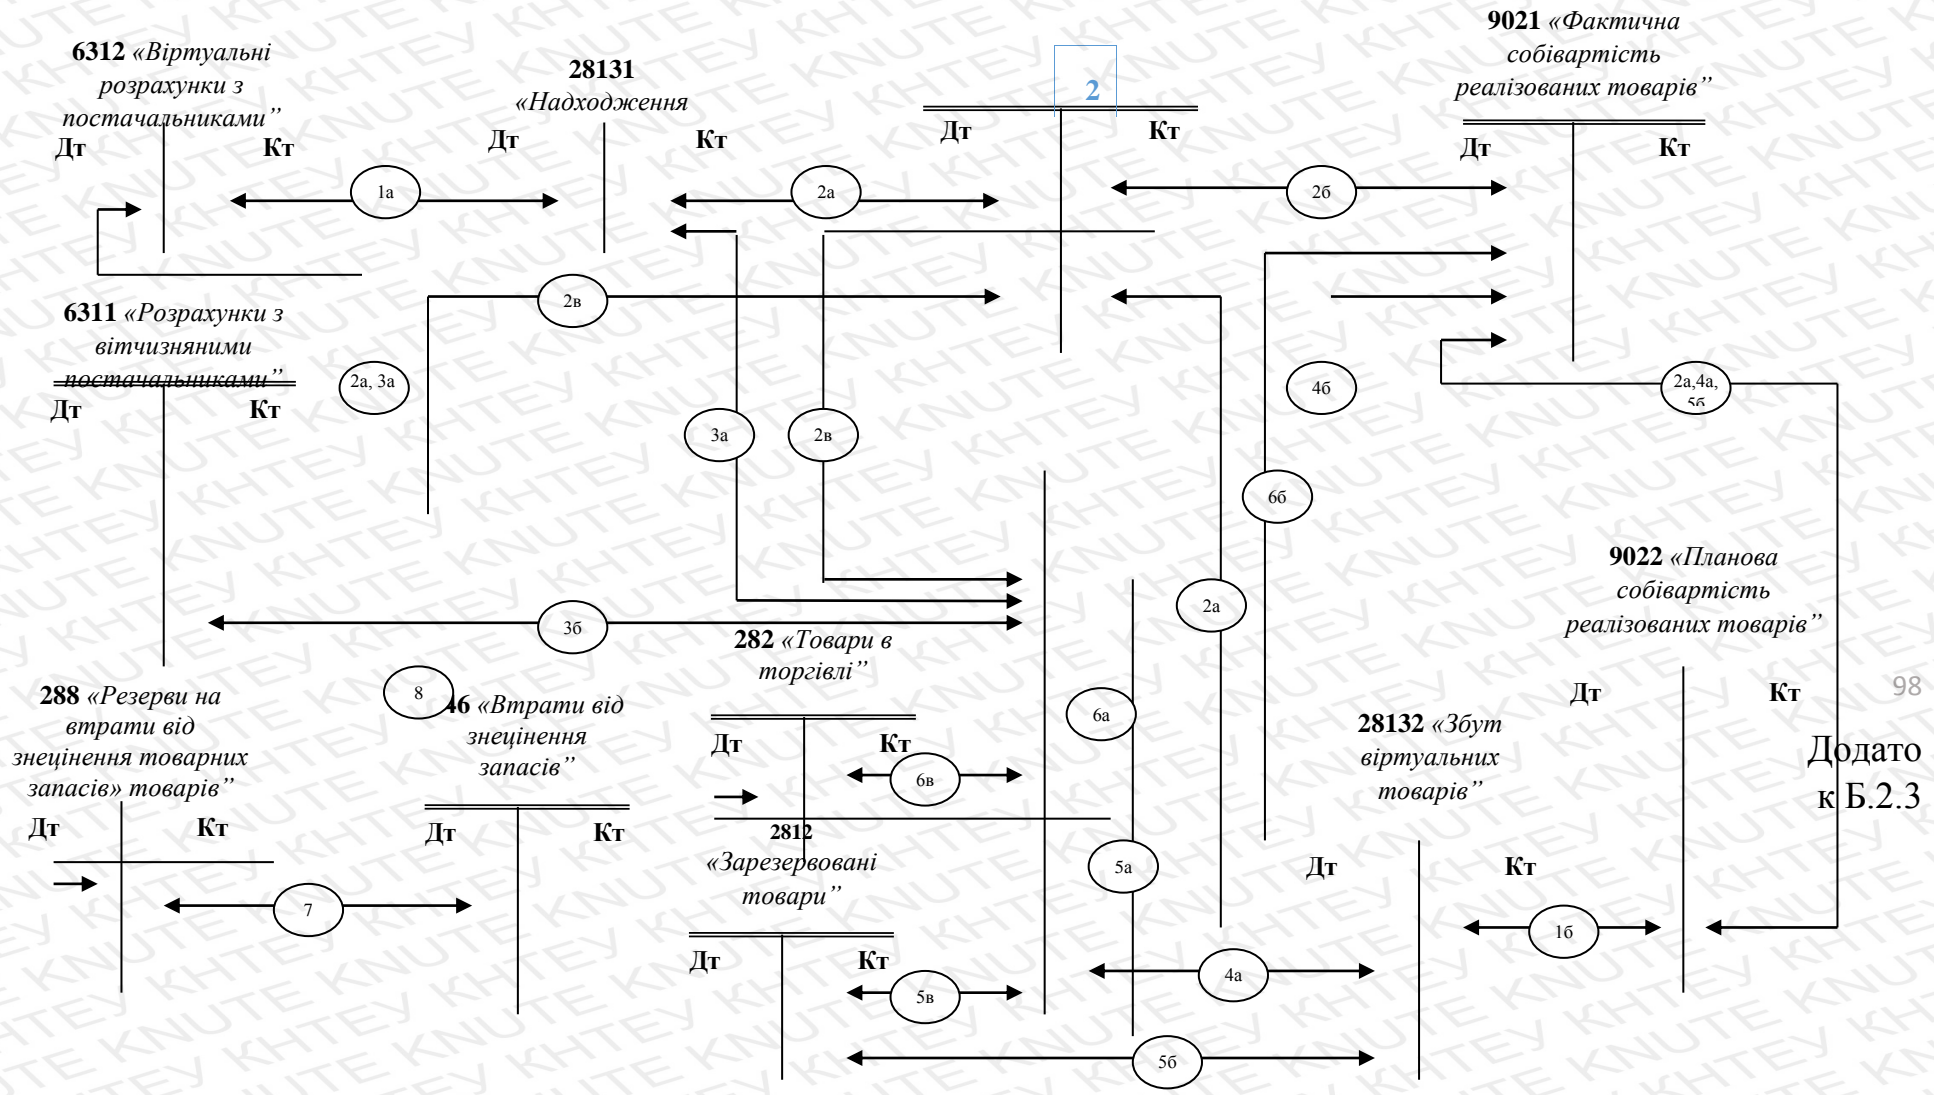 6312 «Віртуальні
розрахунки з
постачальниками”
Дт
Кт
28131
«Надходження
Дт
Кт
2
Дт
Кт
9021 «Фактична
собівартість
реалізованих товарів”
Дт
Кт
1а
2а
2б
2в
6311 «Розрахунки з
вітчизняними
постачальниками”
Дт
Кт
2а, 3а
3а
2в
4б
2а,4а,
5б
6б
9022 «Планова
собівартість
реалізованих товарів”
Дт
Кт
2а
3б
282 «Товари в
торгівлі”
Дт
Кт
6в
6а
288 «Резерви на
втрати від
знецінення товарних
запасів» товарів”
Дт
Кт
8
46 «Втрати від
знецінення
запасів”
Дт
Кт
7
28132 «Збут
віртуальних
товарів”
Дт
Кт
98
Додато
к Б.2.3
2812
«Зарезервовані
товари”
Дт
Кт
5а
5в
4а
1б
5б
KNUTE KHTEY